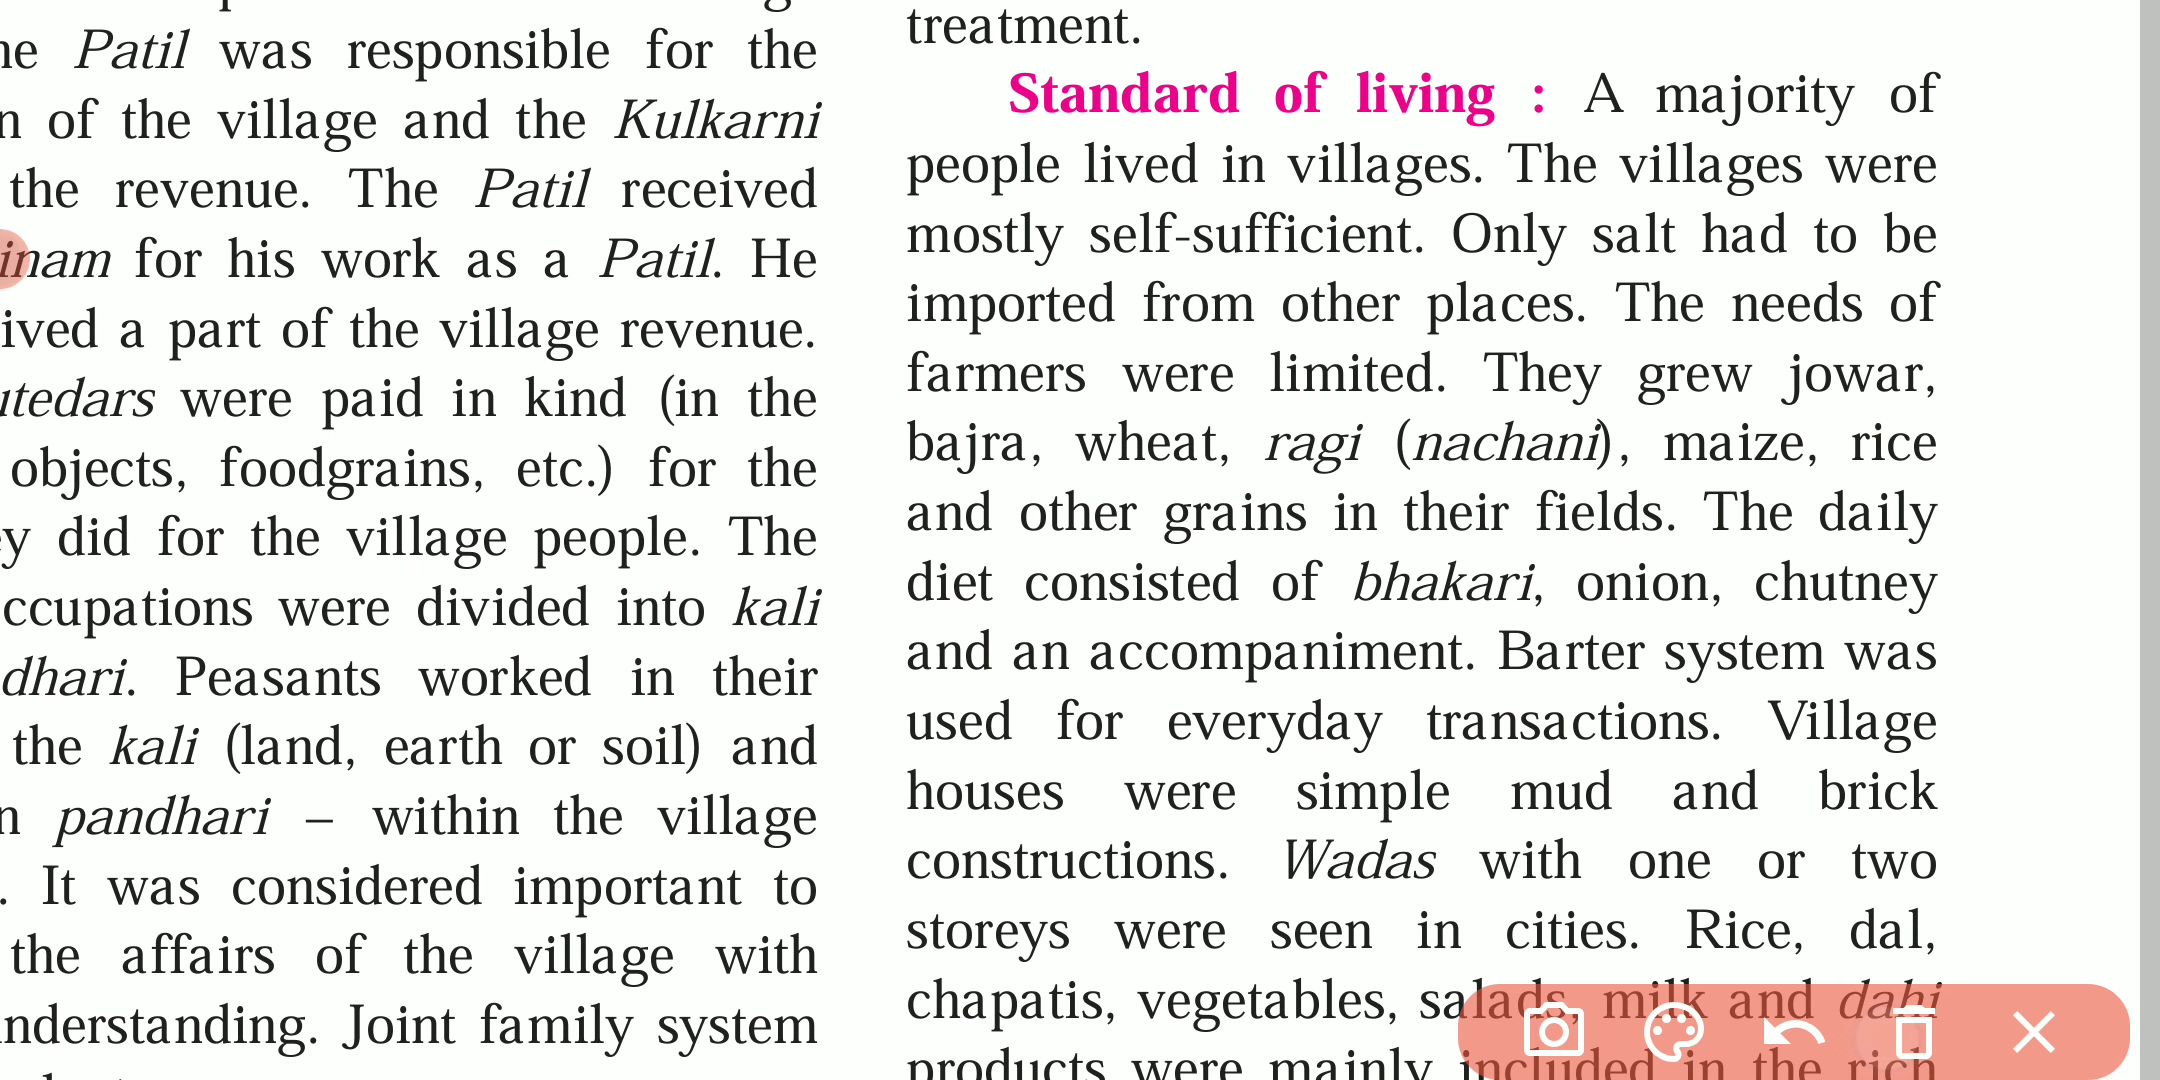 he Patil was responsible for the
n of the village and the Kulkarni
the revenue. The Patil received
inam for his work as a Patil. He
ived a part of the village revenue.
utedars were paid in kind (in the
objects, foodgrains, etc.) for the
ey did for the village people. The
ccupations were divided into kali
dhari. Peasants worked in their
the kali (land, earth or soil) and
n pandhari – within the village
. It was considered important to
the affairs of the village with
nderstanding. Joint family system
treatment.
Standard of living : A majority of
people lived in villages. The villages were
mostly self-sufficient. Only salt had to be
imported from other places. The needs of
farmers were limited. They grew jowar,
bajra, wheat, ragi (nachani), maize, rice
and other grains in their fields. The daily
diet consisted of bhakari, onion, chutney
and an accompaniment. Barter system was
used for everyday transactions. Village
houses were simple mud and brick
constructions. Wadas with one or two
storeys were seen in cities. Rice, dal,
chapatis, vegetables, salads, milk and dahi
products were mainly included in the rich